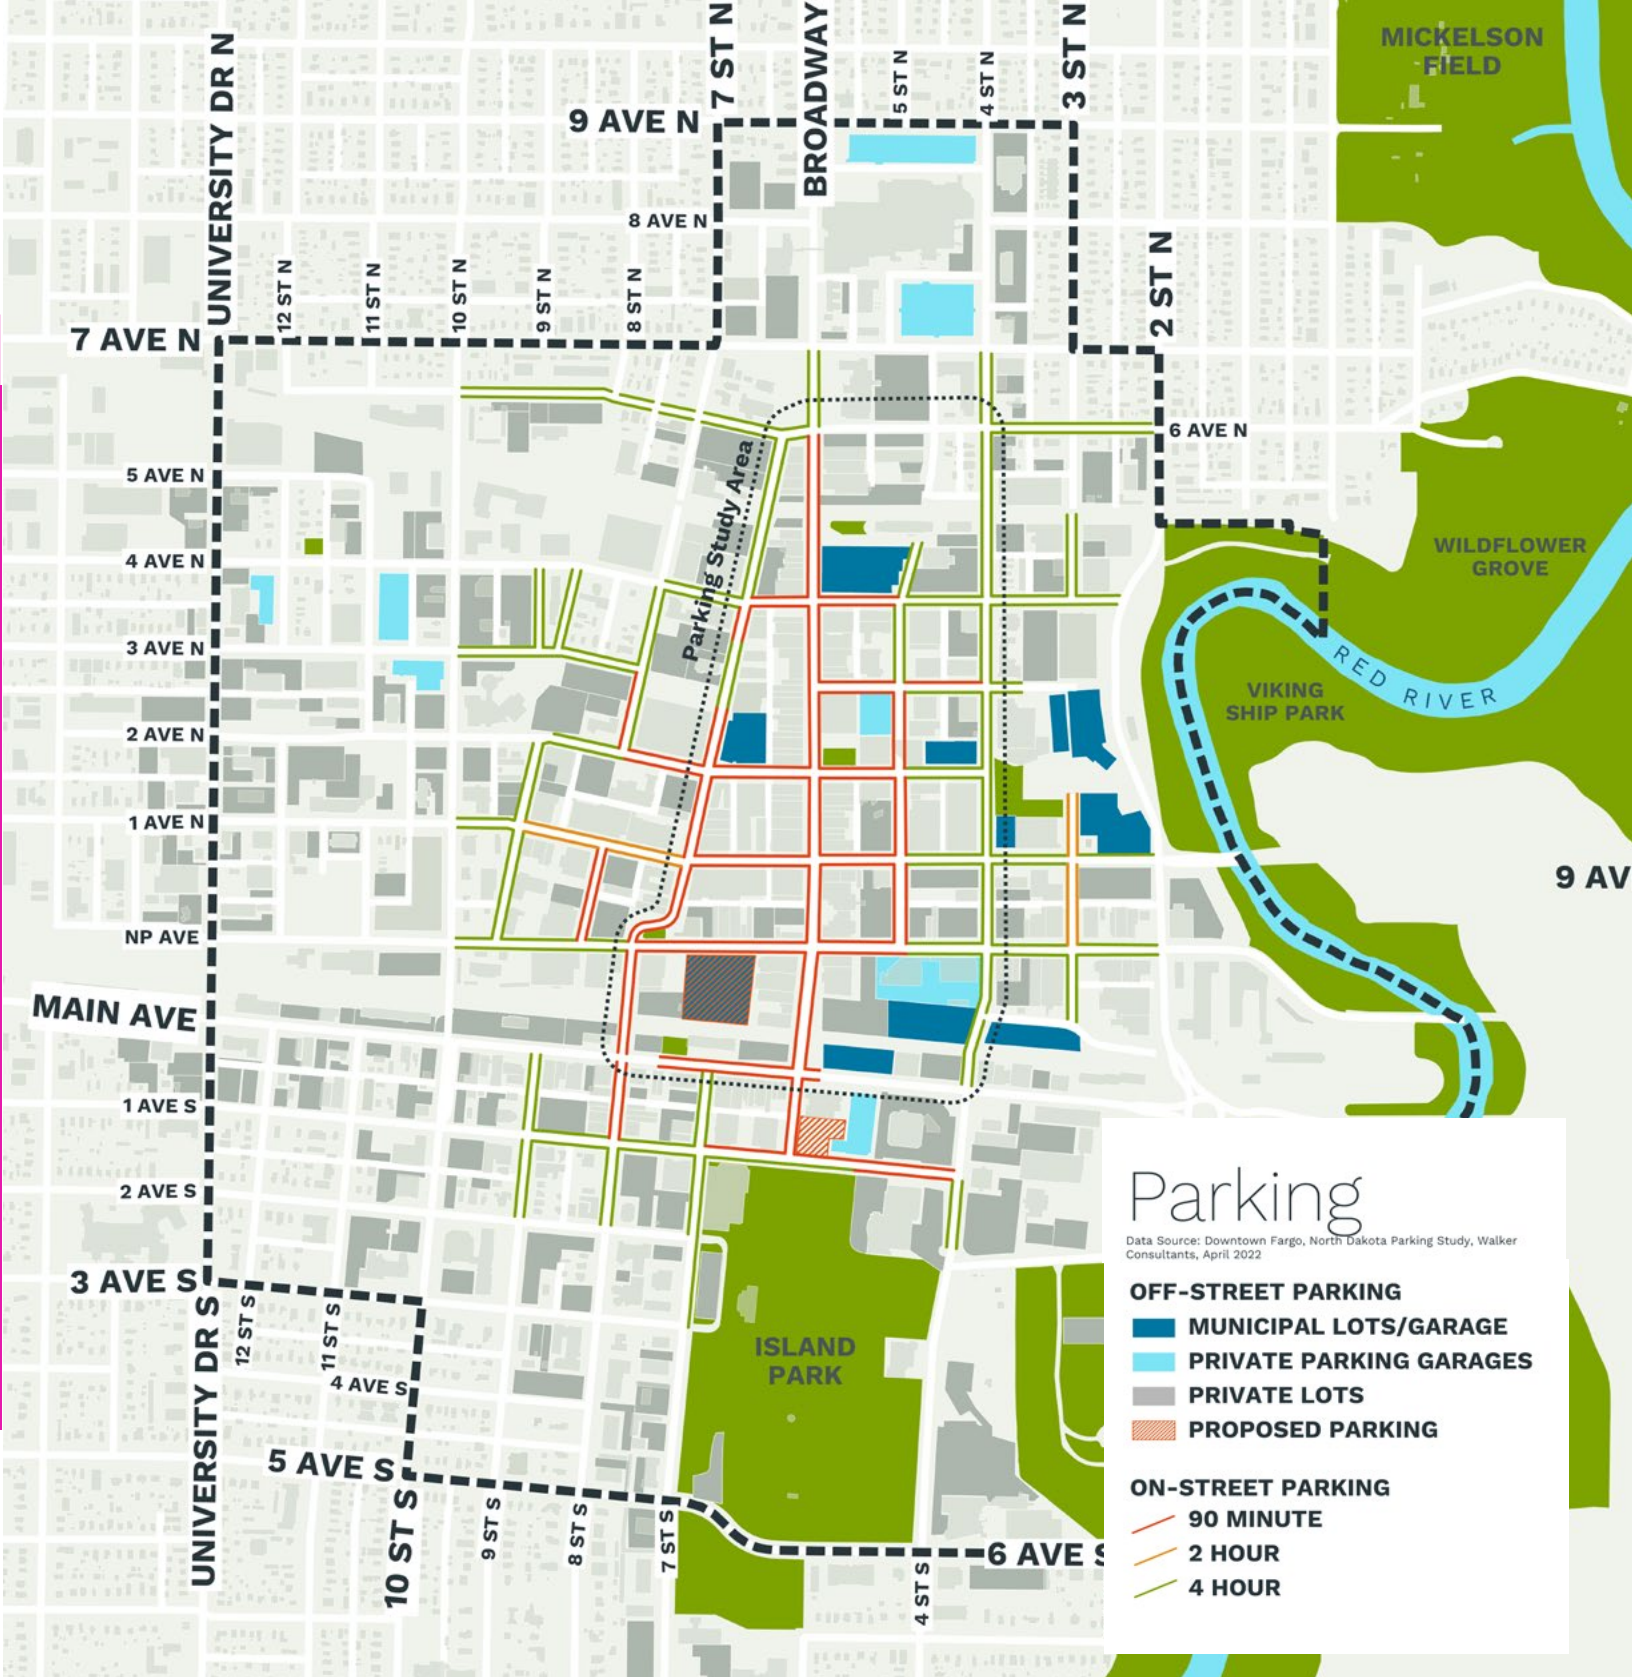 MICKELSON
FIELD
UNIVERSITY DR N
7 ST N
BROADWAY
5 ST N
4 ST N
3 ST N
9 AVE N
8 AVE N
2 ST N
12 ST N
11 ST N
10 ST N
9 ST N
8 ST N
7 AVE N
6 AVE N
5 AVE N
Parking Study Area
4 AVE N
WILDFLOWER
GROVE
3 AVE N
RED RIVER
VIKING
SHIP PARK
2 AVE N
1 AVE N
9 AV
NP AVE
MAIN AVE
1 AVE S
2 AVE S
3 AVE S
UNIVERSITY DR S
12 ST S
11 ST S
4 AVE S
ISLAND
PARK
5 AVE S
10 ST S
9 ST S
8 ST S
7 ST S
4 ST S
6 AVE S
Parking
Data Source: Downtown Fargo, North Dakota Parking Study, Walker
Consultants, April 2022
OFF-STREET PARKING
MUNICIPAL LOTS/GARAGE
PRIVATE PARKING GARAGES
PRIVATE LOTS
PROPOSED PARKING
ON-STREET PARKING
90 MINUTE
2 HOUR
4 HOUR